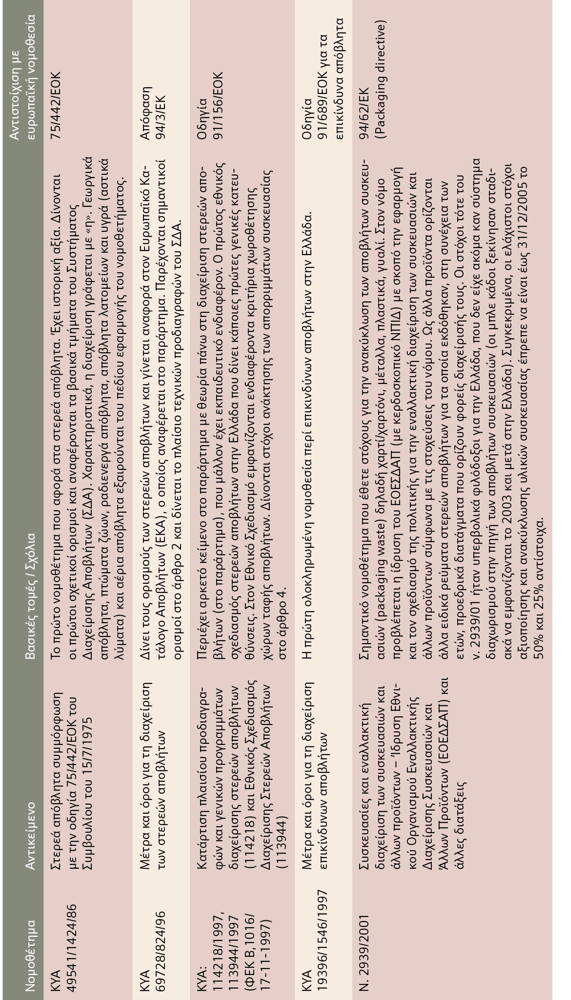 Νομοθέτημα
Αντικείμενο
Βασικές τομές / Σχόλια
Αντιστοίχιση με
ευρωπαϊκή νομοθεσία
ΚΥΑ
49541/1424/86
Στερεά απόβλητα συμμόρφωση
με την οδηγία 75/442/ΕΟΚ του
Συμβουλίου του 15/7/1975
Το πρώτο νομοθέτημα που αφορά στα στερεά απόβλητα. Έχει ιστορική αξία. Δίνονται
οι πρώτοι σχετικοί ορισμοί και αναφέρονται τα βασικά τμήματα του Συστήματος
Διαχείρισης Αποβλήτων (ΣΔΑ). Χαρακτηριστικά, η διαχείριση γράφεται με «η». Γεωργικά
απόβλητα, πτώματα ζώων, ραδιενεργά απόβλητα, απόβλητα λατομείων και υγρά (αστικά
λύματα) και αέρια απόβλητα εξαιρούνται του πεδίου εφαρμογής του νομοθετήματος.
75/442/ΕΟΚ
ΚΥΑ
69728/824/96
Μέτρα και όροι για τη διαχείριση
των στερεών αποβλήτων
Δίνει τους ορισμούς των στερεών αποβλήτων και γίνεται αναφορά στον Ευρωπαϊκό Κα-
τάλογο Αποβλήτων (ΕΚΑ), ο οποίος αναφέρεται στο παράρτημα. Παρέχονται σημαντικοί
ορισμοί στο άρθρο 2 και δίνεται το πλαίσιο τεχνικών προδιαγραφών του ΣΔΑ.
Απόφαση
94/3/ΕΚ
ΚΥΑ:
114218/1997,
113944/1997
(ΦΕΚ Β,1016/
17-11-1997)
Κατάρτιση πλαισίου προδιαγρα-
φών και γενικών προγραμμάτων
διαχείρισης στερεών αποβλήτων
(114218) και Εθνικός Σχεδιασμός
Διαχείρισης Στερεών Αποβλήτων
(113944)
Περιέχει αρκετό κείμενο στο παράρτημα με θεωρία πάνω στη διαχείριση στερεών απο-
βλήτων (στο παράρτημα), που μάλλον έχει εκπαιδευτικό ενδιαφέρον. Ο πρώτος εθνικός
σχεδιασμός στερεών αποβλήτων στην Ελλάδα που δίνει κάποιες πρώτες γενικές κατευ-
θύνσεις. Στον Εθνικό Σχεδιασμό εμφανίζονται ενδιαφέροντα κριτήρια χωροθέτησης
χώρων ταφής αποβλήτων. Δίνονται στόχοι ανάκτησης των απορριμμάτων συσκευασίας
στο άρθρο 4.
Οδηγία
91/156/ΕΟΚ
ΚΥΑ
19396/1546/1997
Μέτρα και όροι για τη διαχείριση
επικίνδυνων αποβλήτων
Η πρώτη ολοκληρωμένη νομοθεσία περί επικινδύνων αποβλήτων στην Ελλάδα.
Οδηγία
91/689/ΕΟΚ για τα
επικίνδυνα απόβλητα
Ν. 2939/2001
Συσκευασίες και εναλλακτική
διαχείριση των συσκευασιών και
άλλων προϊόντων – Ίδρυση Εθνι-
κού Οργανισμού Εναλλακτικής
Διαχείρισης Συσκευασιών και
Άλλων Προϊόντων (ΕΟΕΔΣΑΠ) και
άλλες διατάξεις
Σημαντικό νομοθέτημα που έθετε στόχους για την ανακύκλωση των αποβλήτων συσκευ-
ασιών (packaging waste) δηλαδή χαρτί/χαρτόνι, μέταλλα, πλαστικά, γυαλί. Στον νόμο
προβλέπεται η ίδρυση του ΕΟΕΣΔΑΠ (με κερδοσκοπικό ΝΠΙΔ) με σκοπό την εφαρμογή
και τον σχεδιασμό της πολιτικής για την εναλλακτική διαχείριση των συσκευασιών και
άλλων προϊόντων σύμφωνα με τις στοχεύσεις του νόμου. Ως άλλα προϊόντα ορίζονται
άλλα ειδικά ρεύματα στερεών αποβλήτων για τα οποία εκδόθηκαν, στη συνέχεια των
ετών, προεδρικά διατάγματα που ορίζουν φορείς διαχείρισής τους. Οι στόχοι τότε του
ν. 2939/01 ήταν υπερβολικά φιλόδοξοι για την Ελλάδα, που δεν είχε ακόμα καν σύστημα
διαχωρισμού στην πηγή των αποβλήτων συσκευασιών (οι μπλε κάδοι ξεκίνησαν σταδι-
ακά να εμφανίζονται το 2003 και μετά στην Ελλάδα). Συγκεκριμένα, οι ελάχιστοι στόχοι
αξιοποίησης και ανακύκλωσης υλικών συσκευασίας έπρεπε να είναι έως 31/12/2005 το
50% και 25% αντίστοιχα.
94/62/ΕΚ
(Packaging directive)